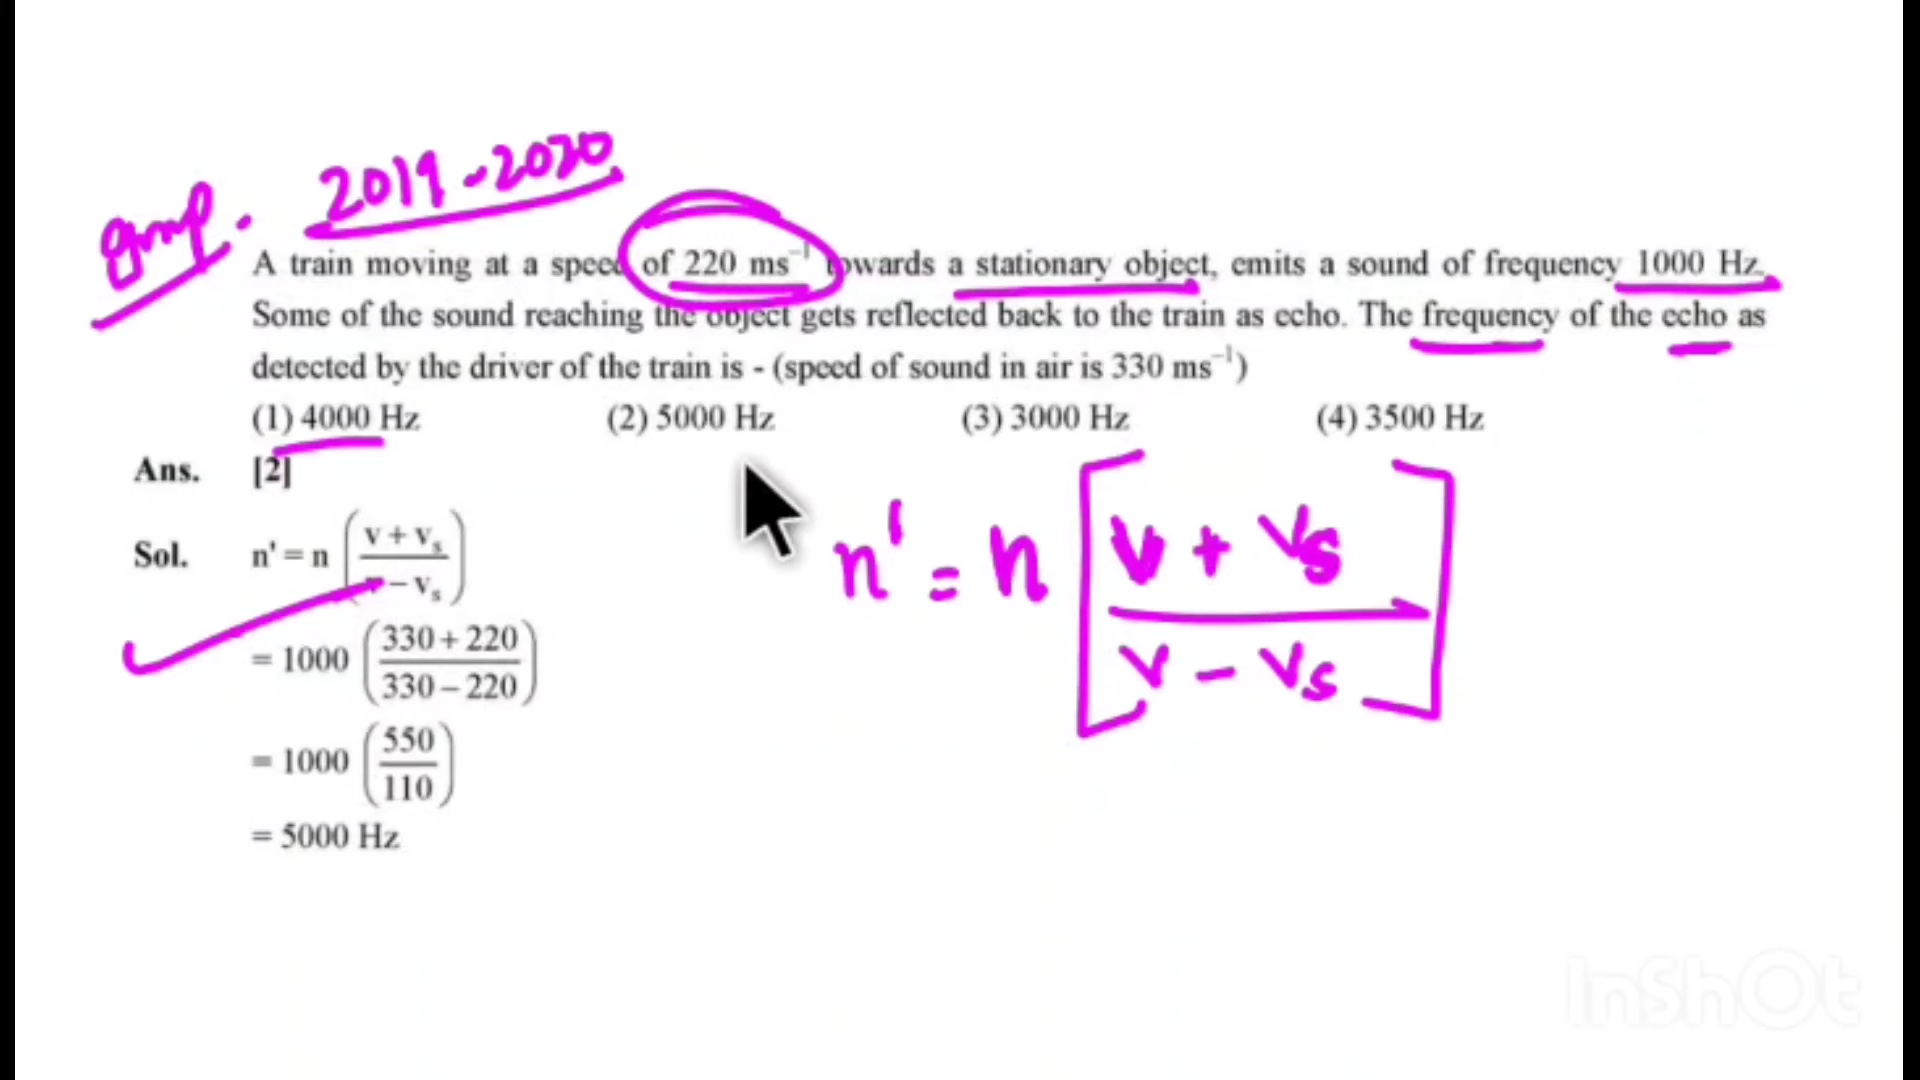 Imp. 2019-2020
A train moving at a speed of 220 ms⁻¹ towards a stationary object, emits a sound of frequency 1000 Hz.
Some of the sound reaching the object gets reflected back to the train as echo. The frequency of the echo as
detected by the driver of the train is - (speed of sound in air is 330 ms⁻¹)
(1) 4000 Hz (2) 5000 Hz (3) 3000 Hz (4) 3500 Hz
Ans. [2]
Sol. n' = n ((v + vₛ)/(v − vₛ))
= 1000 ((330 + 220)/(330 − 220))
= 1000 (550/110)
= 5000 Hz
n' = n [(v + vs)/(v - vs)]
InShOt